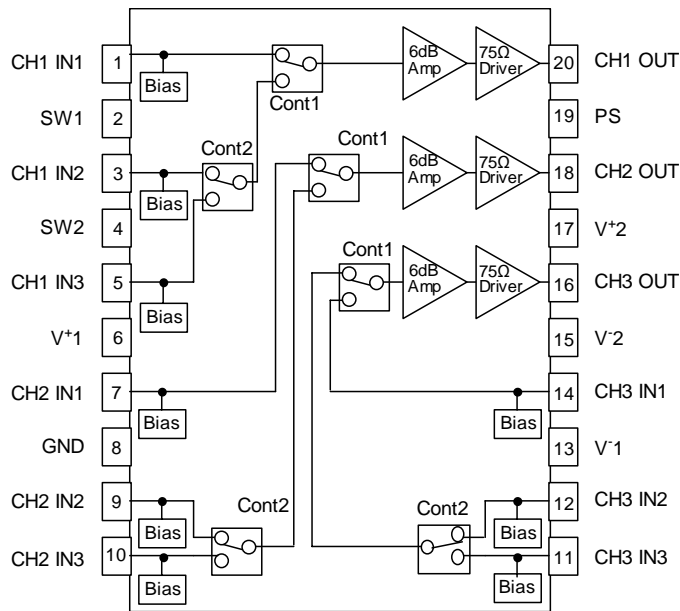 CH1 IN1
1
Bias
Cont1
6dB
Amp
75Ω
Driver
20
CH1 OUT
SW1
2
19
PS
CH1 IN2
3
Bias
Cont2
Cont1
6dB
Amp
75Ω
Driver
18
CH2 OUT
SW2
4
17
V+2
CH1 IN3
5
Bias
Cont1
6dB
Amp
75Ω
Driver
16
CH3 OUT
V+1
6
15
V-2
CH2 IN1
7
Bias
Bias
14
CH3 IN1
GND
8
13
V-1
CH2 IN2
9
Bias
Cont2
Cont2
Bias
12
CH3 IN2
CH2 IN3
10
Bias
Bias
11
CH3 IN3